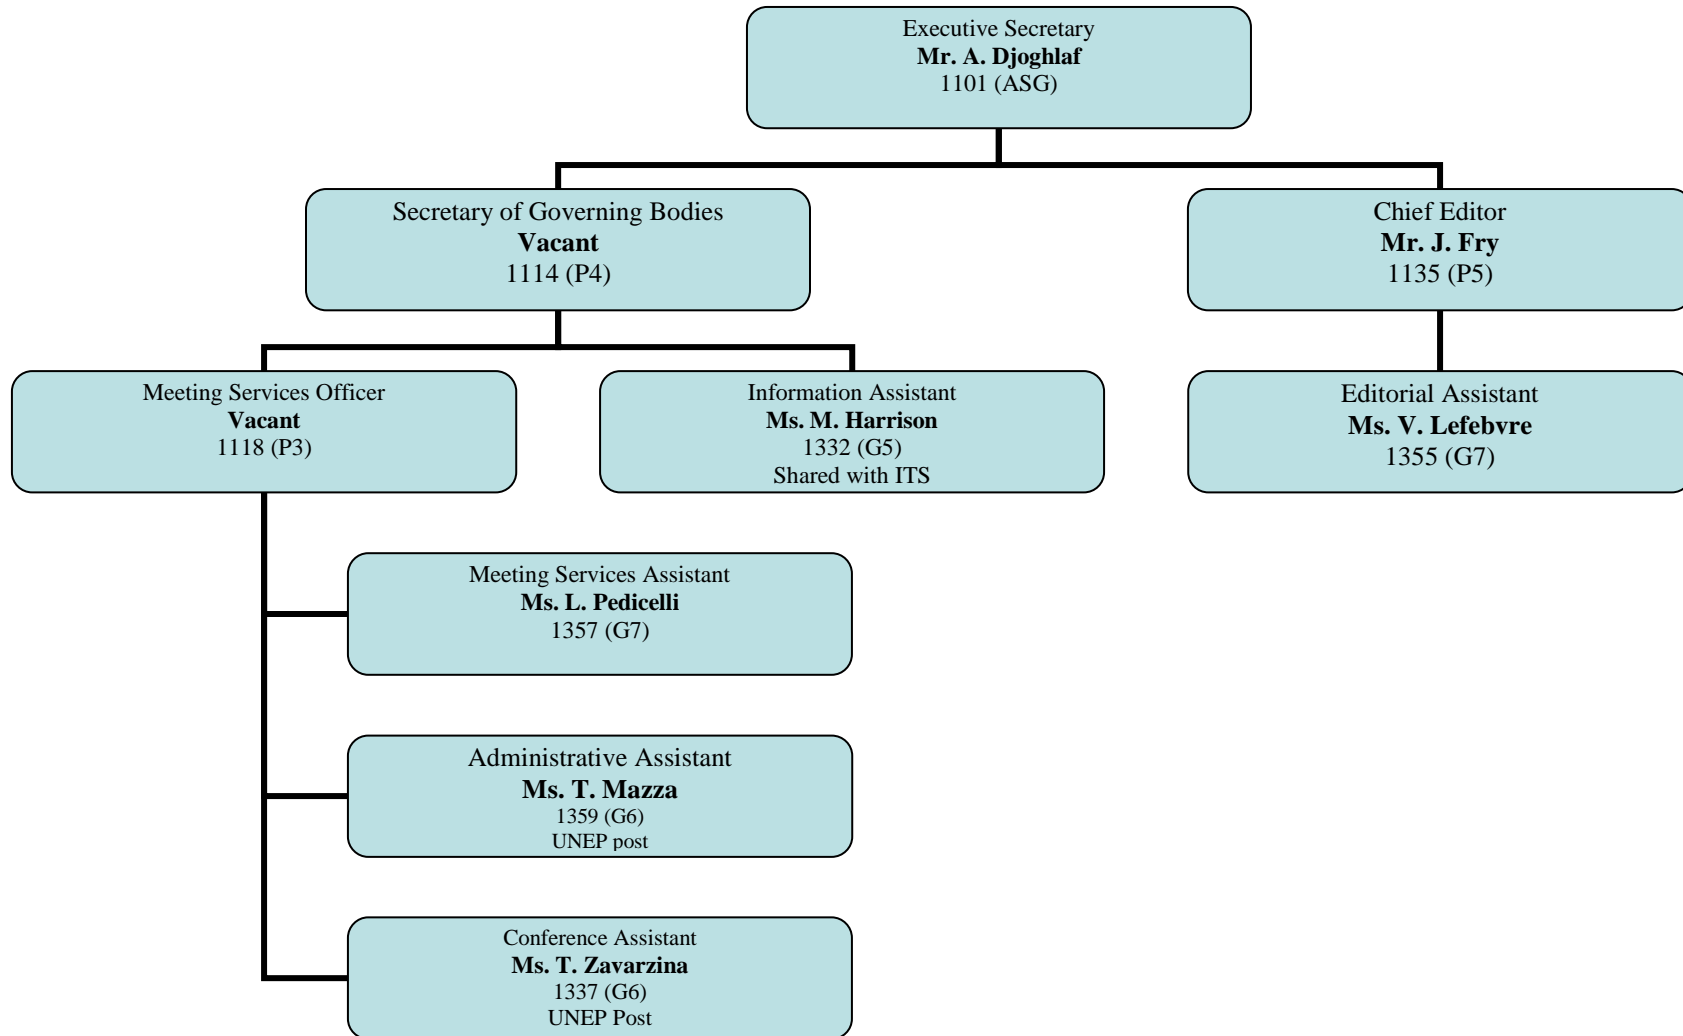 Executive Secretary
Mr. A. Djoghlaf
1101 (ASG)
Secretary of Governing Bodies
Vacant
1114 (P4)
Chief Editor
Mr. J. Fry
1135 (P5)
Meeting Services Officer
Vacant
1118 (P3)
Information Assistant
Ms. M. Harrison
1332 (G5)
Shared with ITS
Editorial Assistant
Ms. V. Lefebvre
1355 (G7)
Meeting Services Assistant
Ms. L. Pedicelli
1357 (G7)
Administrative Assistant
Ms. T. Mazza
1359 (G6)
UNEP post
Conference Assistant
Ms. T. Zavarzina
1337 (G6)
UNEP Post